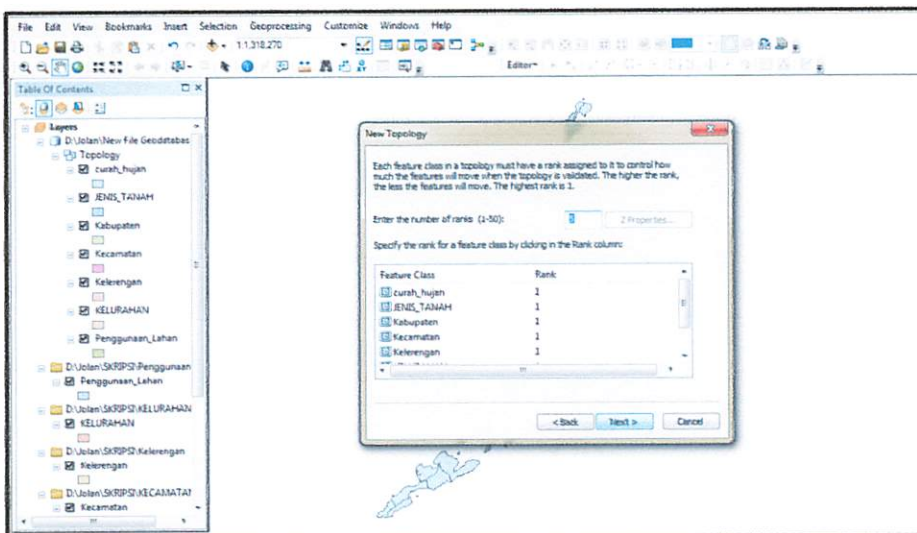 File Edit View Bookmarks Insert Selection Geoprocessing Customize Windows Help
1:1,318,270
Editor
Table Of Contents
Layers
D:\Jolan\New File Geodatabas
Topology
curah_hujan
JENIS_TANAH
Kabupaten
Kecamatan
Kelerengan
KELURAHAN
Penggunaan_Lahan
D:\Jolan\SKRIPSI\Penggunaan
Penggunaan_Lahan
D:\Jolan\SKRIPSI\KELURAHAN
KELURAHAN
D:\Jolan\SKRIPSI\Kelerengan
Kelerengan
D:\Jolan\SKRIPSI\KECAMATAN
Kecamatan
New Topology
Each feature class in a topology must have a rank assigned to it to control how
much the features will move when the topology is validated. The higher the rank,
the less the features will move. The highest rank is 1.
Enter the number of ranks (1-50):
Z Properties...
Specify the rank for a feature class by clicking in the Rank column:
Feature Class Rank
curah_hujan 1
JENIS_TANAH 1
Kabupaten 1
Kecamatan 1
Kelerengan 1
< Back Next > Cancel